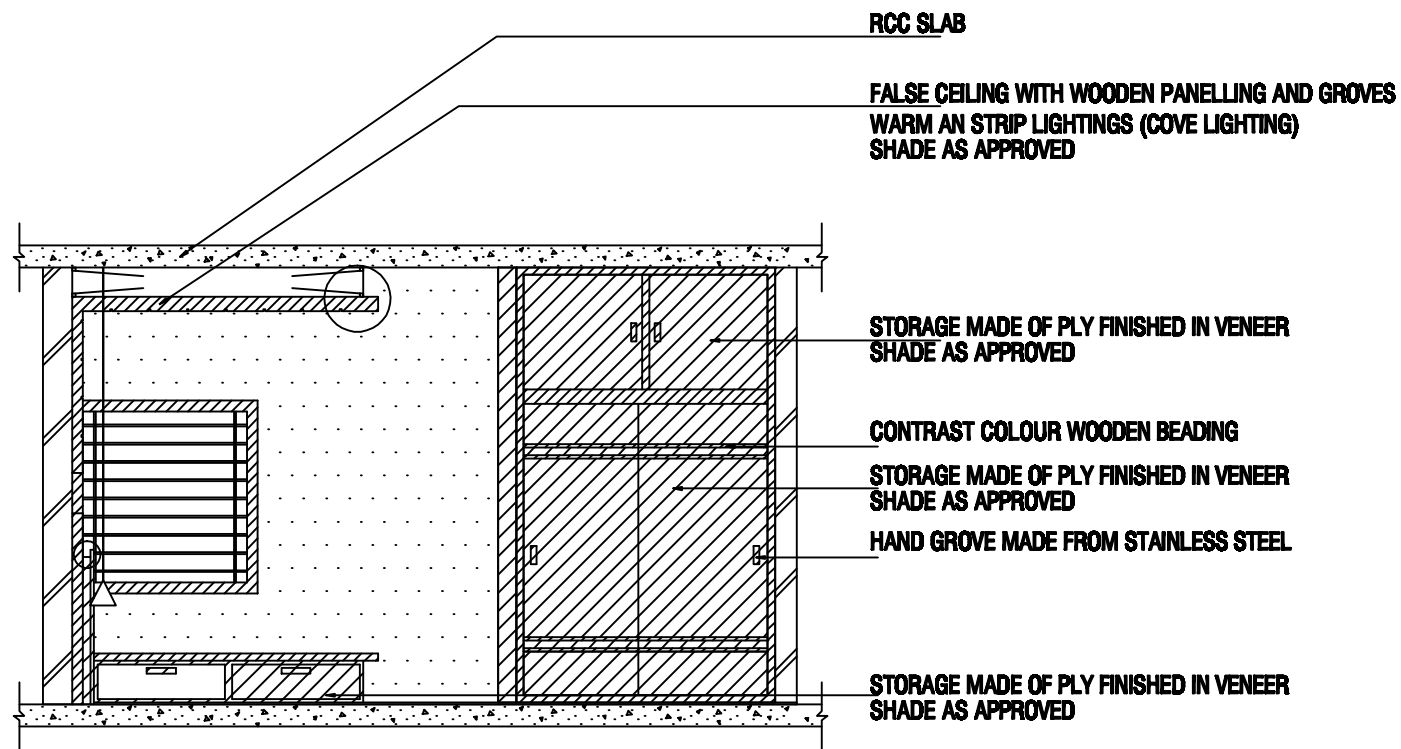 RCC SLAB
FALSE CEILING WITH WOODEN PANELLING AND GROVES
WARM AN STRIP LIGHTINGS (COVE LIGHTING)
SHADE AS APPROVED
STORAGE MADE OF PLY FINISHED IN VENEER
SHADE AS APPROVED
CONTRAST COLOUR WOODEN BEADING
STORAGE MADE OF PLY FINISHED IN VENEER
SHADE AS APPROVED
HAND GROVE MADE FROM STAINLESS STEEL
STORAGE MADE OF PLY FINISHED IN VENEER
SHADE AS APPROVED